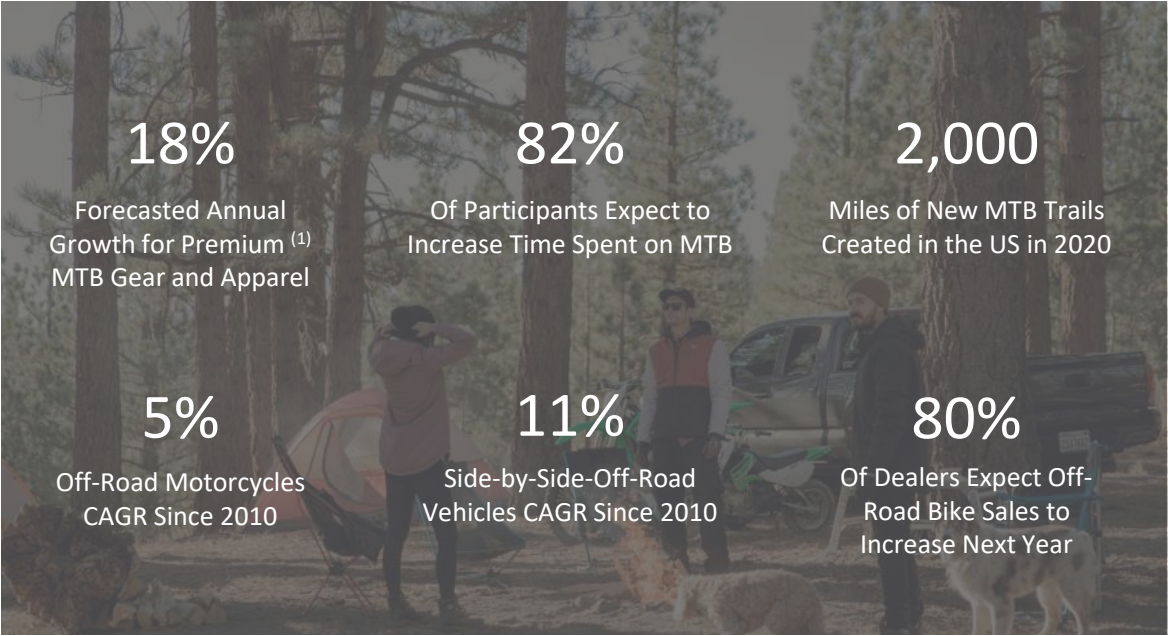 18%
Forecasted Annual
Growth for Premium (1)
MTB Gear and Apparel
82%
Of Participants Expect to
Increase Time Spent on MTB
2,000
Miles of New MTB Trails
Created in the US in 2020
5%
Off-Road Motorcycles
CAGR Since 2010
11%
Side-by-Side-Off-Road
Vehicles CAGR Since 2010
80%
Of Dealers Expect Off-
Road Bike Sales to
Increase Next Year